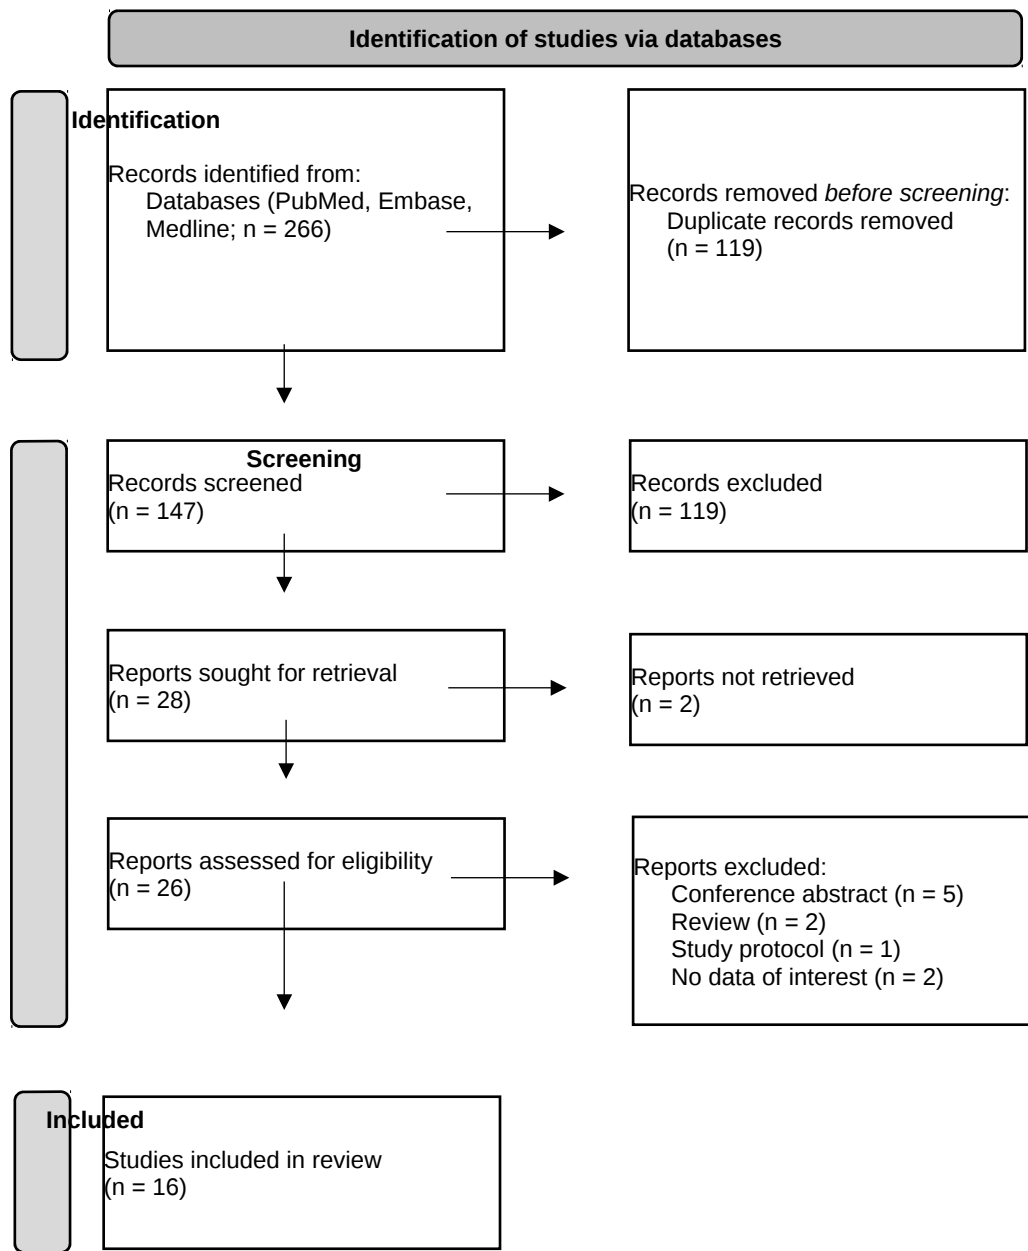 Identification of studies via databases
Identification
Records identified from:
Databases (PubMed, Embase,
Medline; n = 266)
Records removed before screening:
Duplicate records removed
(n = 119)
Screening
Records screened
(n = 147)
Records excluded
(n = 119)
Reports sought for retrieval
(n = 28)
Reports not retrieved
(n = 2)
Reports assessed for eligibility
(n = 26)
Reports excluded:
Conference abstract (n = 5)
Review (n = 2)
Study protocol (n = 1)
No data of interest (n = 2)
Included
Studies included in review
(n = 16)